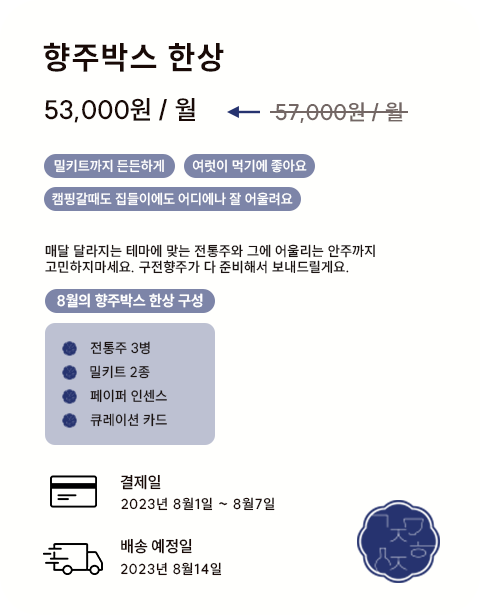 향주박스 한상
53,000원 / 월 57,000원 / 월
밀키트까지 든든하게 여럿이 먹기에 좋아요
캠핑갈때도 집들이에도 어디에나 잘 어울려요
매달 달라지는 테마에 맞는 전통주와 그에 어울리는 안주까지
고민하지마세요. 구전향주가 다 준비해서 보내드릴게요.
8월의 향주박스 한상 구성
전통주 3병
밀키트 2종
페이퍼 인센스
큐레이션 카드
결제일
2023년 8월1일 ~ 8월7일
배송 예정일
2023년 8월14일